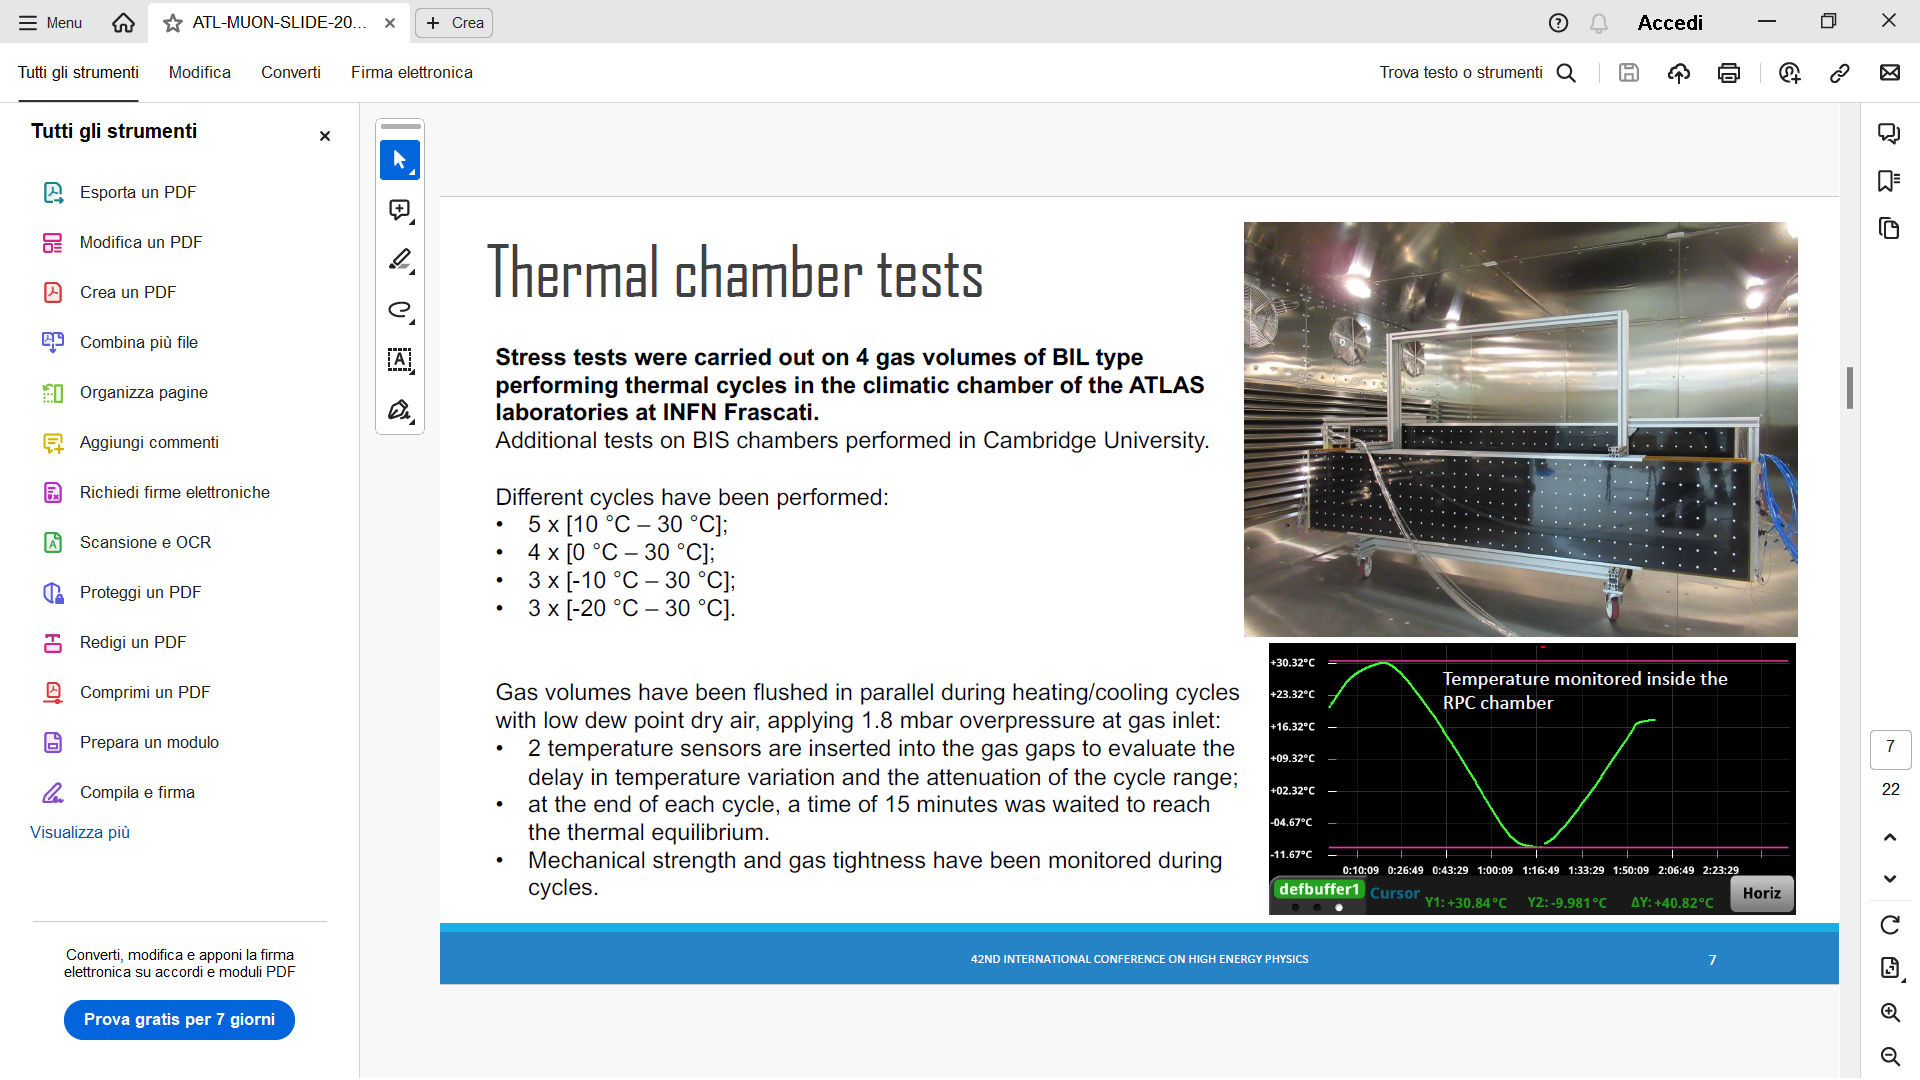 Menu
ATL-MUON-SLIDE-20...
Crea
Accedi
Tutti gli strumenti
Modifica
Converti
Firma elettronica
Trova testo o strumenti
Tutti gli strumenti
Esporta un PDF
Modifica un PDF
Crea un PDF
Combina più file
Organizza pagine
Aggiungi commenti
Richiedi firme elettroniche
Scansione e OCR
Proteggi un PDF
Redigi un PDF
Comprimi un PDF
Prepara un modulo
Compila e firma
Visualizza più
Converti, modifica e apponi la firma
elettronica su accordi e moduli PDF
Prova gratis per 7 giorni
Thermal chamber tests
Stress tests were carried out on 4 gas volumes of BIL type
performing thermal cycles in the climatic chamber of the ATLAS
laboratories at INFN Frascati.
Additional tests on BIS chambers performed in Cambridge University.
Different cycles have been performed:
• 5 x [10 °C – 30 °C];
• 4 x [0 °C – 30 °C];
• 3 x [-10 °C – 30 °C];
• 3 x [-20 °C – 30 °C].
Gas volumes have been flushed in parallel during heating/cooling cycles
with low dew point dry air, applying 1.8 mbar overpressure at gas inlet:
• 2 temperature sensors are inserted into the gas gaps to evaluate the
delay in temperature variation and the attenuation of the cycle range;
• at the end of each cycle, a time of 15 minutes was waited to reach
the thermal equilibrium.
• Mechanical strength and gas tightness have been monitored during
cycles.
Temperature monitored inside the
RPC chamber
+30.32°C
+23.32°C
+16.32°C
+09.32°C
+02.32°C
-04.67°C
-11.67°C
0:10:09 0:26:49 0:43:29 1:00:09 1:16:49 1:33:29 1:50:09 2:06:49 2:23:29
defbuffer1
Cursor
Y1: +30.84°C Y2: -9.981°C ΔY: +40.82°C
Horiz
42ND INTERNATIONAL CONFERENCE ON HIGH ENERGY PHYSICS
7
7
22